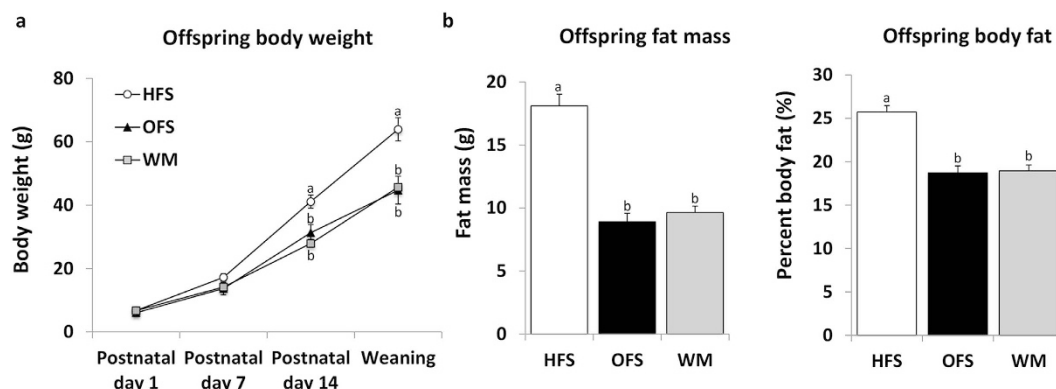 a
Offspring body weight
Body weight (g)
80
60
40
20
0
HFS
OFS
WM
a
b
b
a
b
b
Postnatal
day 1
Postnatal
day 7
Postnatal
day 14
Weaning
b
Offspring fat mass
Fat mass (g)
20
15
10
5
0
a
b
b
HFS
OFS
WM
Offspring body fat
Percent body fat (%)
30
25
20
15
10
5
0
a
b
b
HFS
OFS
WM